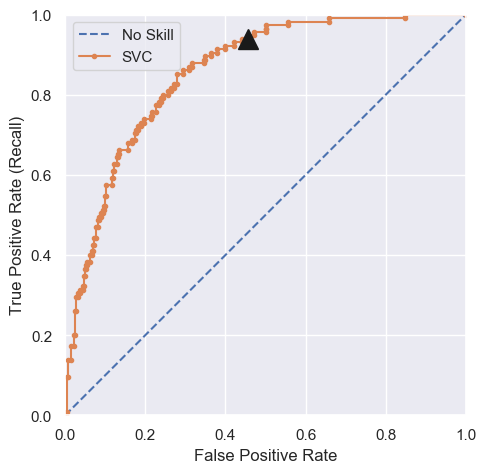 No Skill
SVC
True Positive Rate (Recall)
1.0
0.8
0.6
0.4
0.2
0.0
0.0 0.2 0.4 0.6 0.8 1.0
False Positive Rate